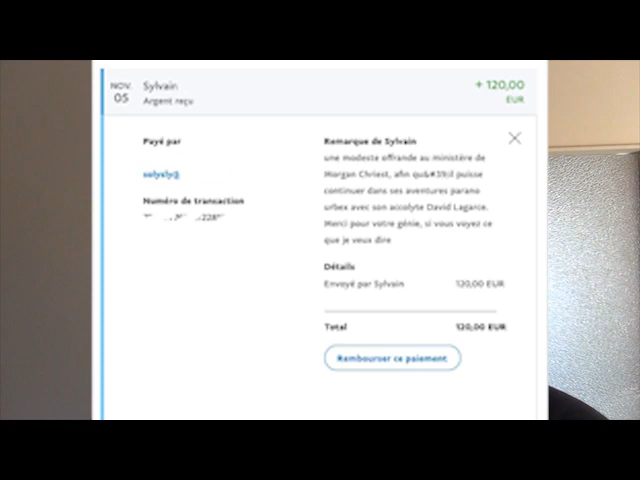 NOV. 05
Sylvain
Argent reçu
+ 120,00
EUR
Payé par
Numéro de transaction
Remarque de Sylvain
une modeste offrande au ministère de
Morgan Chriest, afin qu&#39;il puisse
continuer dans ses aventures parano
urbex avec son accolyte David Lagarce.
Merci pour votre génie, si vous voyez ce
que je veux dire
Détails
Envoyé par Sylvain 120,00 EUR
Total 120,00 EUR
Rembourser ce paiement